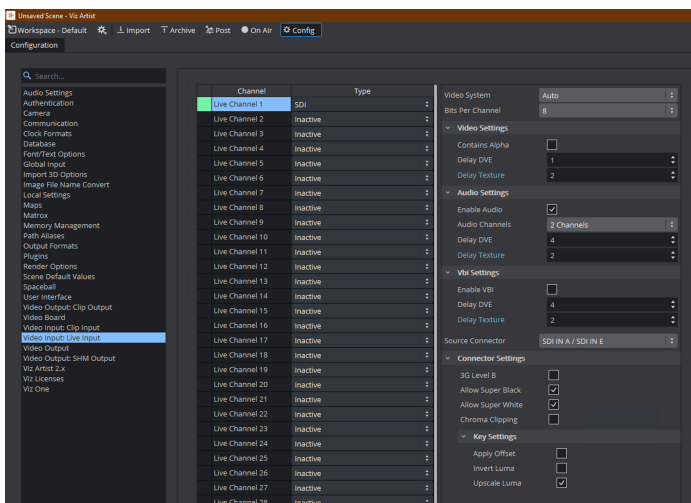 Unsaved Scene - Viz Artist
Workspace - Default Import Archive Post On Air Config
Configuration
Search...
Audio Settings
Authentication
Camera
Communication
Clock Formats
Database
Font/Text Options
Global Input
Import 3D Options
Image File Name Convert
Local Settings
Maps
Matrox
Memory Management
Path Aliases
Output Formats
Plugins
Render Options
Scene Default Values
Spaceball
User Interface
Video Output: Clip Output
Video Board
Video Input: Clip Input
Video Input: Live Input
Video Output
Video Output: SHM Output
Viz Artist 2.x
Viz Licenses
Viz One
Channel Type
Live Channel 1 SDI
Live Channel 2 Inactive
Live Channel 3 Inactive
Live Channel 4 Inactive
Live Channel 5 Inactive
Live Channel 6 Inactive
Live Channel 7 Inactive
Live Channel 8 Inactive
Live Channel 9 Inactive
Live Channel 10 Inactive
Live Channel 11 Inactive
Live Channel 12 Inactive
Live Channel 13 Inactive
Live Channel 14 Inactive
Live Channel 15 Inactive
Live Channel 16 Inactive
Live Channel 17 Inactive
Live Channel 18 Inactive
Live Channel 19 Inactive
Live Channel 20 Inactive
Live Channel 21 Inactive
Live Channel 22 Inactive
Live Channel 23 Inactive
Live Channel 24 Inactive
Live Channel 25 Inactive
Live Channel 26 Inactive
Live Channel 27 Inactive
Live Channel 28 Inactive
Video System Auto
Bits Per Channel 8
Video Settings
Contains Alpha
Delay DVE 1
Delay Texture 2
Audio Settings
Enable Audio
Audio Channels 2 Channels
Delay DVE 4
Delay Texture 2
Vbi Settings
Enable VBI
Delay DVE 4
Delay Texture 2
Source Connector SDI IN A / SDI IN E
Connector Settings
3G Level B
Allow Super Black
Allow Super White
Chroma Clipping
Key Settings
Apply Offset
Invert Luma
Upscale Luma